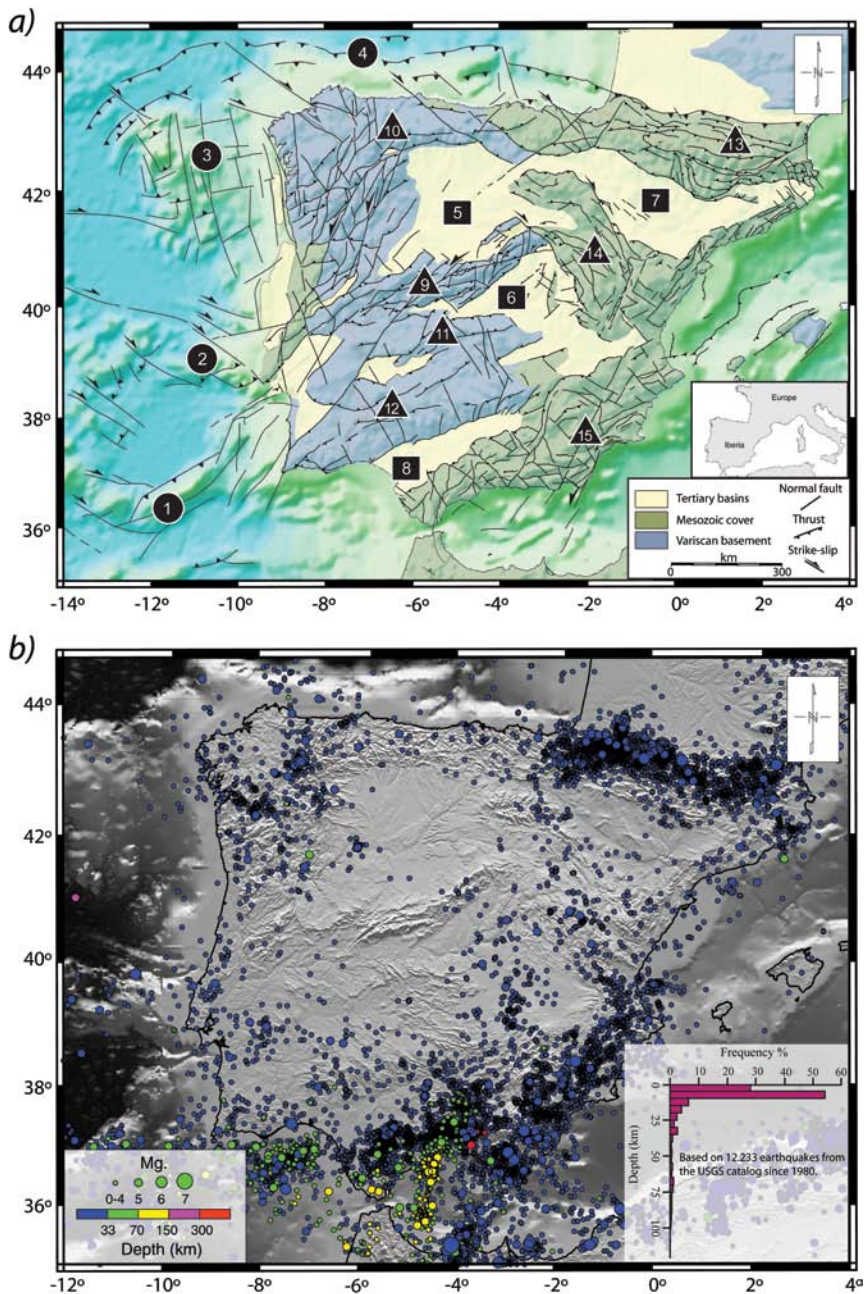 a)
44º
42º
40º
38º
36º
-14º -12º -10º -8º -6º -4º -2º 0º 2º 4º
N
4
3
10
13
5
7
14
9
6
2
11
12
15
8
1
Europe
Iberia
Tertiary basins
Mesozoic cover
Variscan basement
Normal fault
Thrust
Strike-slip
km
0 300
b)
44º
42º
40º
38º
36º
-12º -10º -8º -6º -4º -2º 0º 2º 4º
N
Mg.
0-4 5 6 7
33 70 150 300
Depth (km)
Frequency %
0 10 20 30 40 50 60
0
25
50
75
100
Depth (km)
Based on 12.233 earthquakes from
the USGS catalog since 1980.